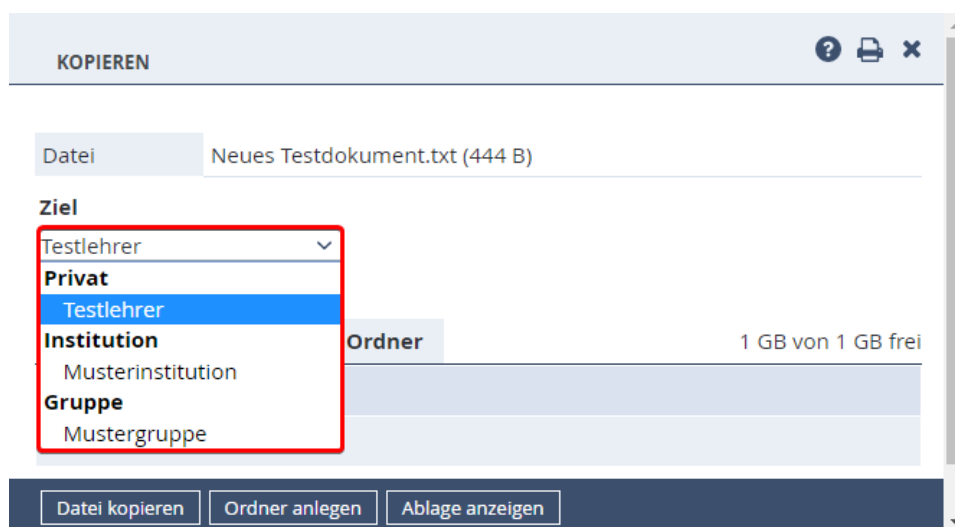 KOPIEREN
Datei Neues Testdokument.txt (444 B)
Ziel
Testlehrer
Privat
Testlehrer
Institution
Ordner 1 GB von 1 GB frei
Musterinstitution
Gruppe
Mustergruppe
Datei kopieren Ordner anlegen Ablage anzeigen